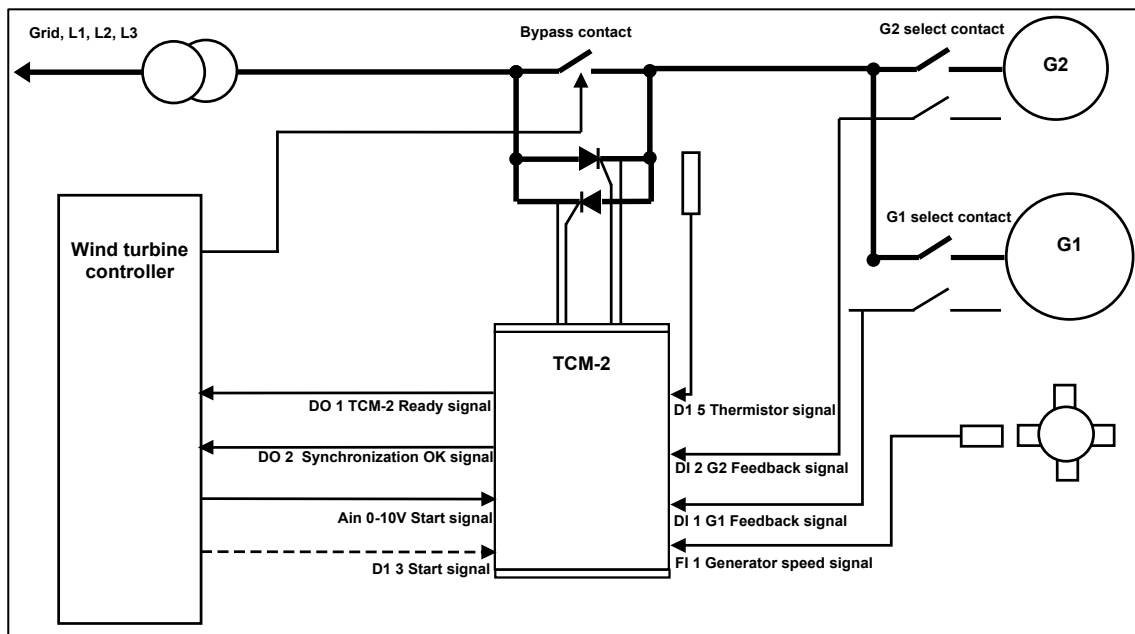 Grid, L1, L2, L3
Bypass contact
G2 select contact
G2
G1 select contact
G1
Wind turbine
controller
TCM-2
DO 1 TCM-2 Ready signal
D1 5 Thermistor signal
DO 2  Synchronization OK signal
DI 2 G2 Feedback signal
Ain 0-10V Start signal
DI 1 G1 Feedback signal
D1 3 Start signal
FI 1 Generator speed signal